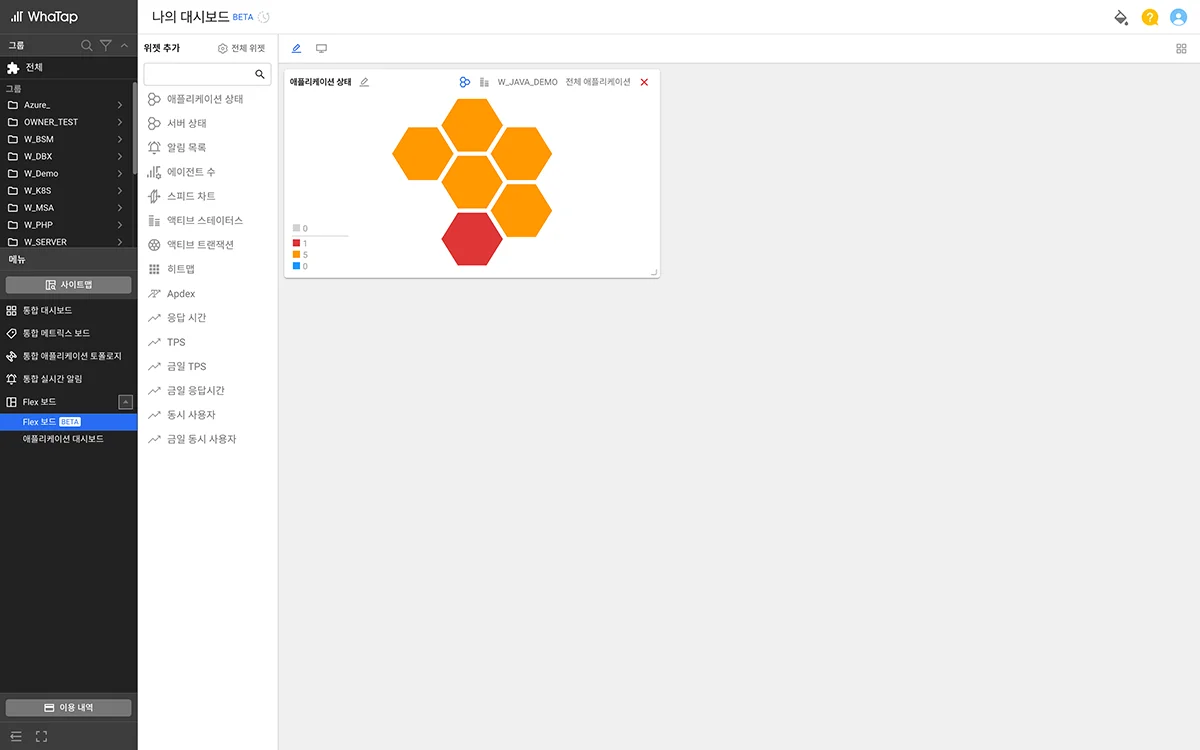 WhaTap
그룹
전체
그룹
Azure_
OWNER_TEST
W_BSM
W_DBX
W_Demo
W_K8S
W_MSA
W_PHP
W_SERVER
메뉴
사이트맵
통합 대시보드
통합 메트릭스 보드
통합 애플리케이션 토폴로지
통합 실시간 알림
Flex 보드
Flex 보드 BETA
애플리케이션 대시보드
이용 내역
나의 대시보드 BETA
?
위젯 추가 전체 위젯
애플리케이션 상태
서버 상태
알림 목록
에이전트 수
스피드 차트
액티브 스테이터스
액티브 트랜잭션
히트맵
Apdex
응답 시간
TPS
금일 TPS
금일 응답시간
동시 사용자
금일 동시 사용자
애플리케이션 상태 W_JAVA_DEMO 전체 애플리케이션
0
1
5
0